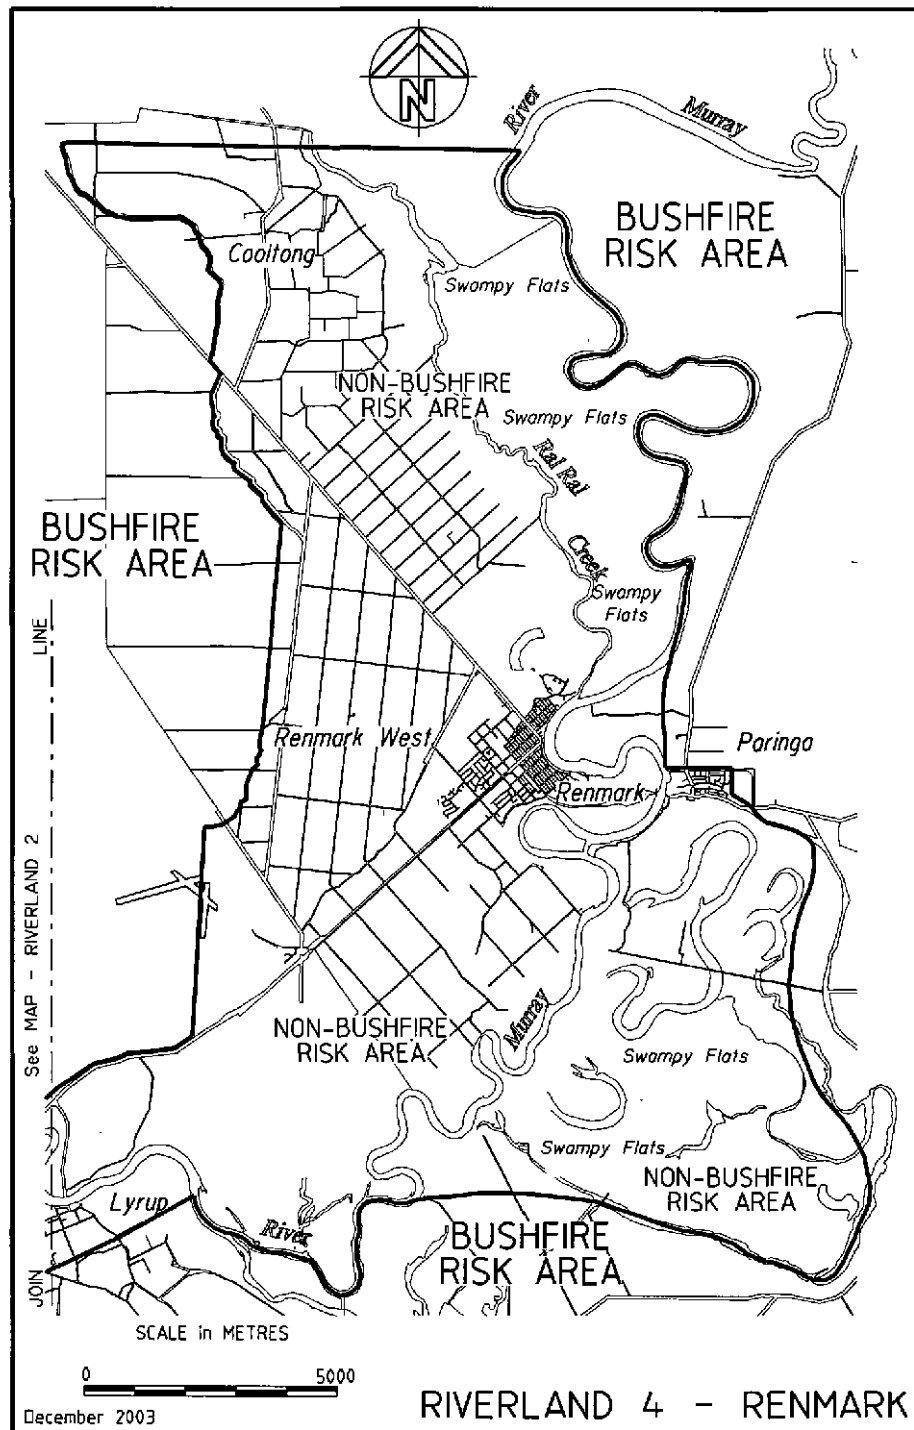 N
River
Murray
BUSHFIRE
RISK AREA
Cooltong
Swampy Flats
NON-BUSHFIRE
RISK AREA
Swampy Flats
Ral Ral
Creek
BUSHFIRE
RISK AREA
Swampy
Flats
Renmark West
Paringa
Renmark
See MAP - RIVERLAND 2
JOIN LINE
Murray
NON-BUSHFIRE
RISK AREA
Swampy Flats
Swampy Flats
NON-BUSHFIRE
RISK AREA
Lyrup
River
BUSHFIRE
RISK AREA
SCALE in METRES
0 5000
December 2003
RIVERLAND 4 - RENMARK